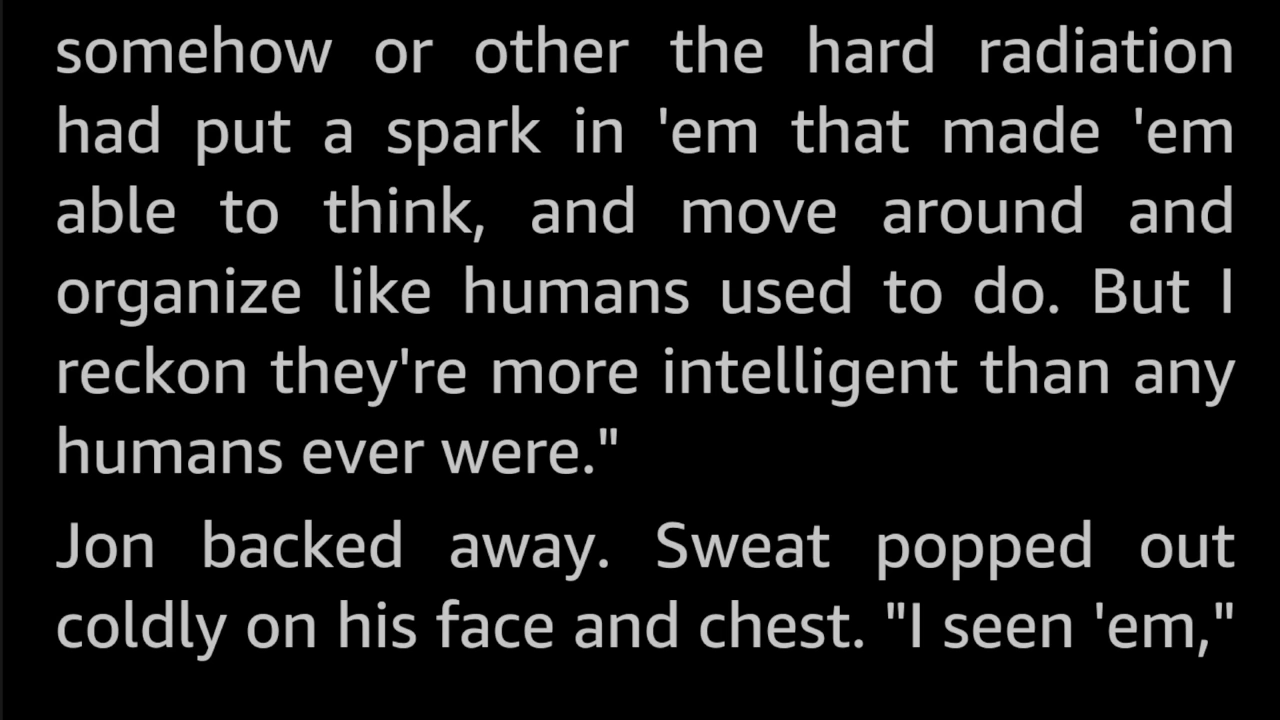 somehow or other the hard radiation
had put a spark in 'em that made 'em
able to think, and move around and
organize like humans used to do. But I
reckon they're more intelligent than any
humans ever were."
Jon backed away. Sweat popped out
coldly on his face and chest. "I seen 'em,"